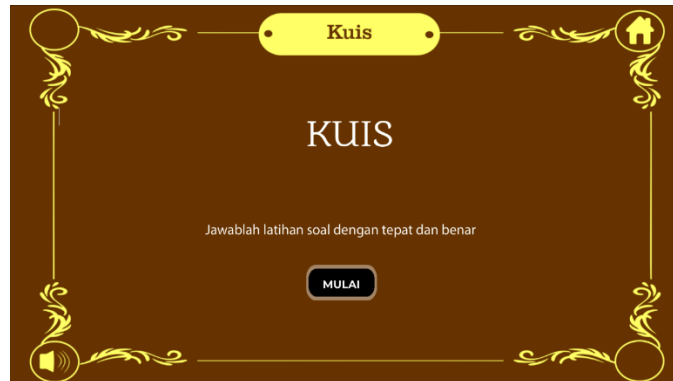 Kuis
KUIS
Jawablah latihan soal dengan tepat dan benar
MULAI